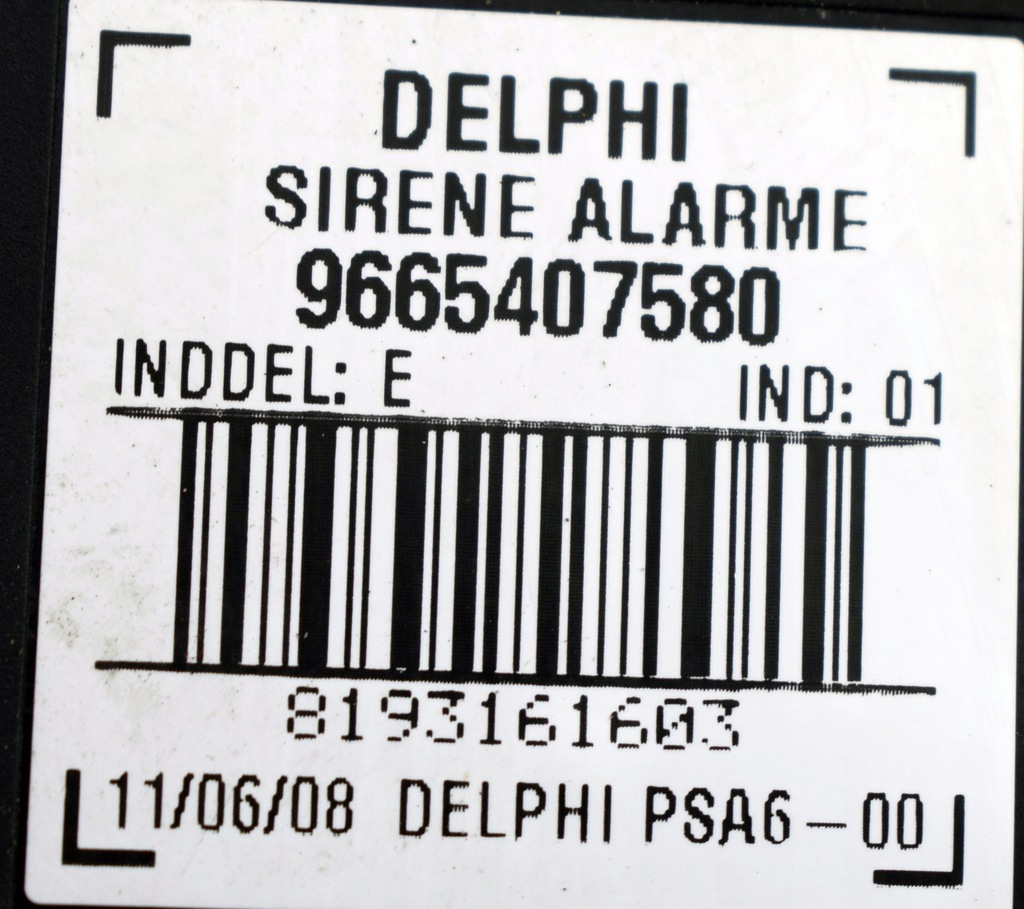 DELPHI
SIRENE ALARME
9665407580
INDDEL: E IND: 01
8193161603
11/06/08 DELPHI PSA6-00